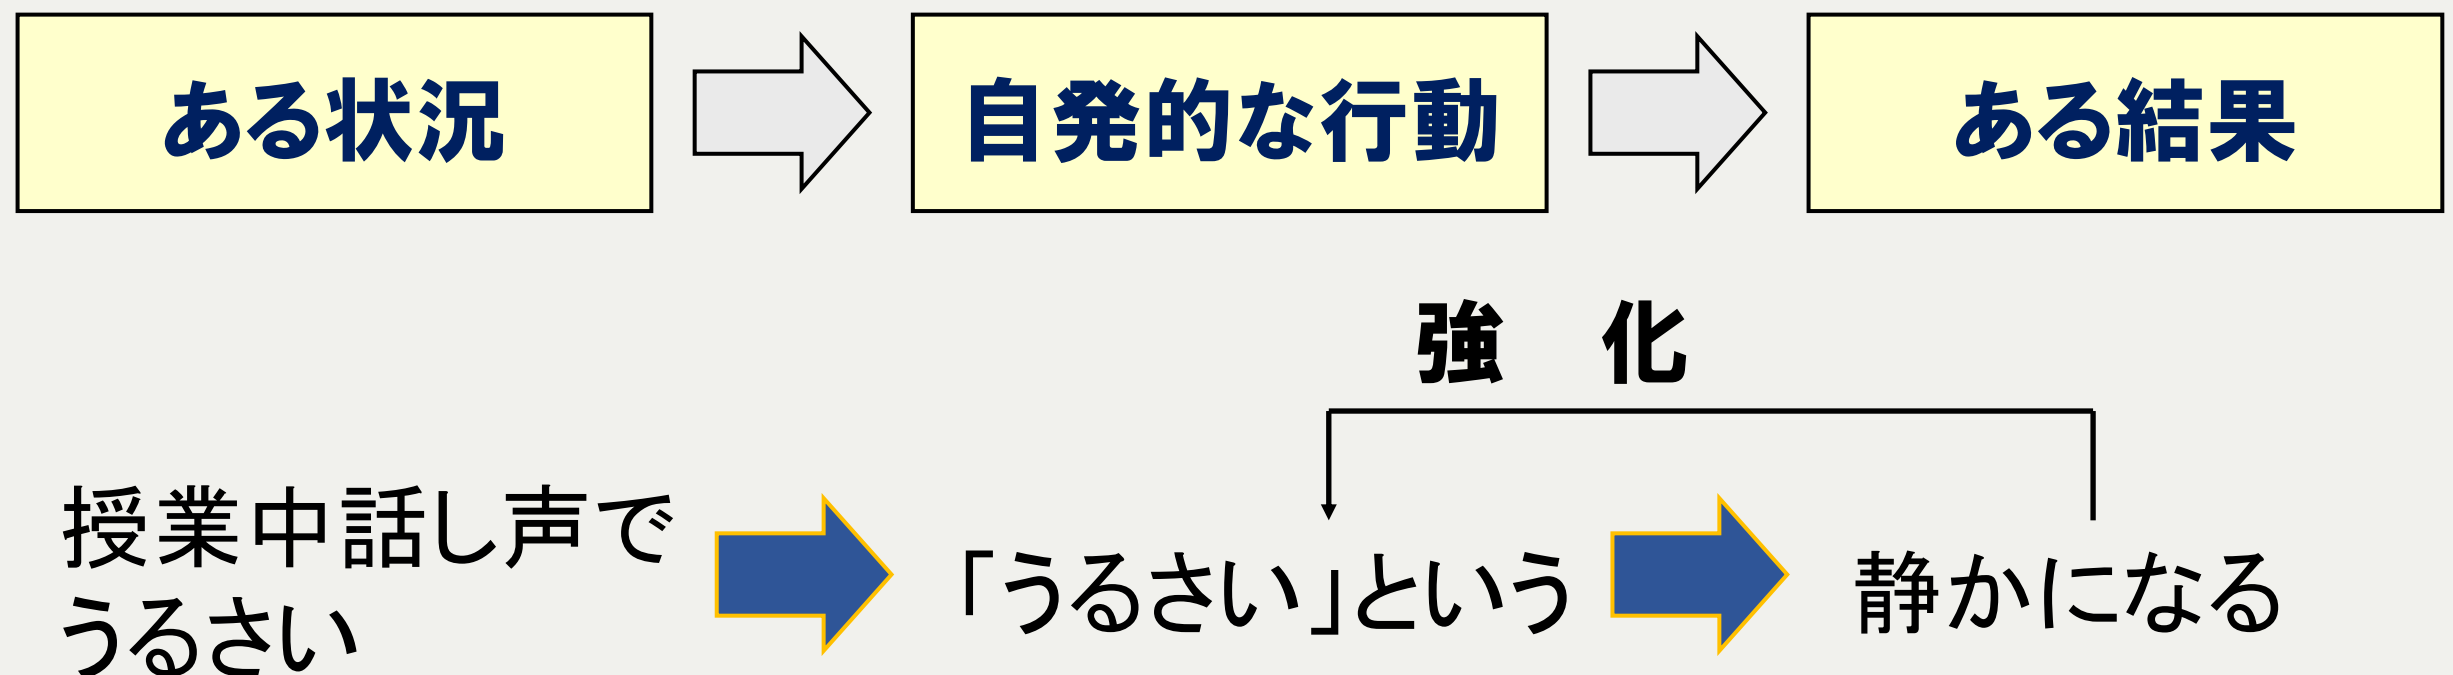 ある状況
自発的な行動
ある結果
強　化
授業中話し声で
うるさい
「うるさい」という
静かになる